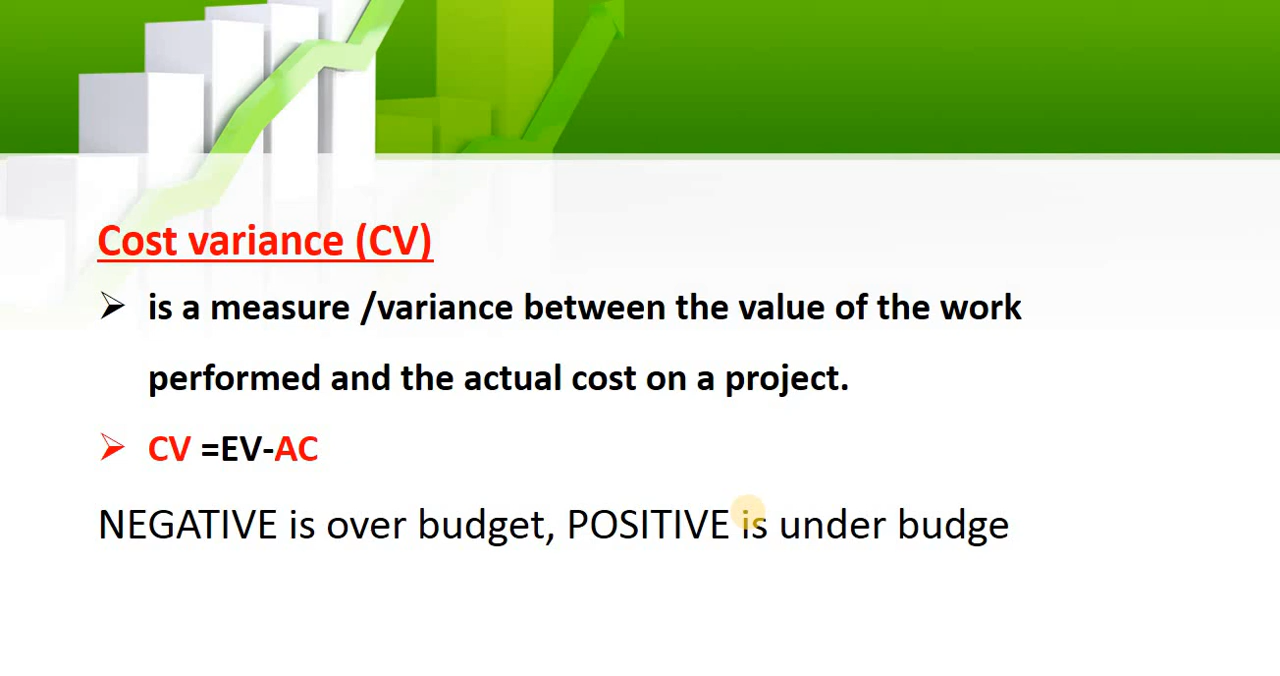 Cost variance (CV)
➢ is a measure /variance between the value of the work
performed and the actual cost on a project.
➢ CV =EV-AC
NEGATIVE is over budget, POSITIVE is under budge